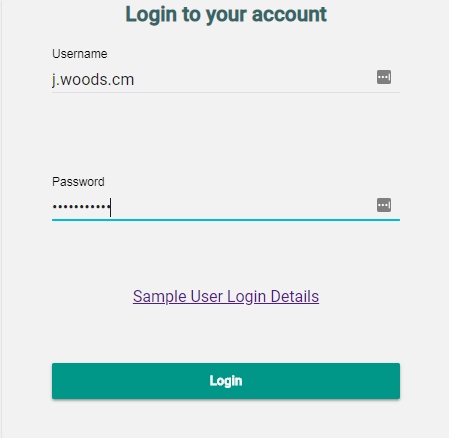 Login to your account
Username
j.woods.cm
Password
•••••••••••
Sample User Login Details
Login